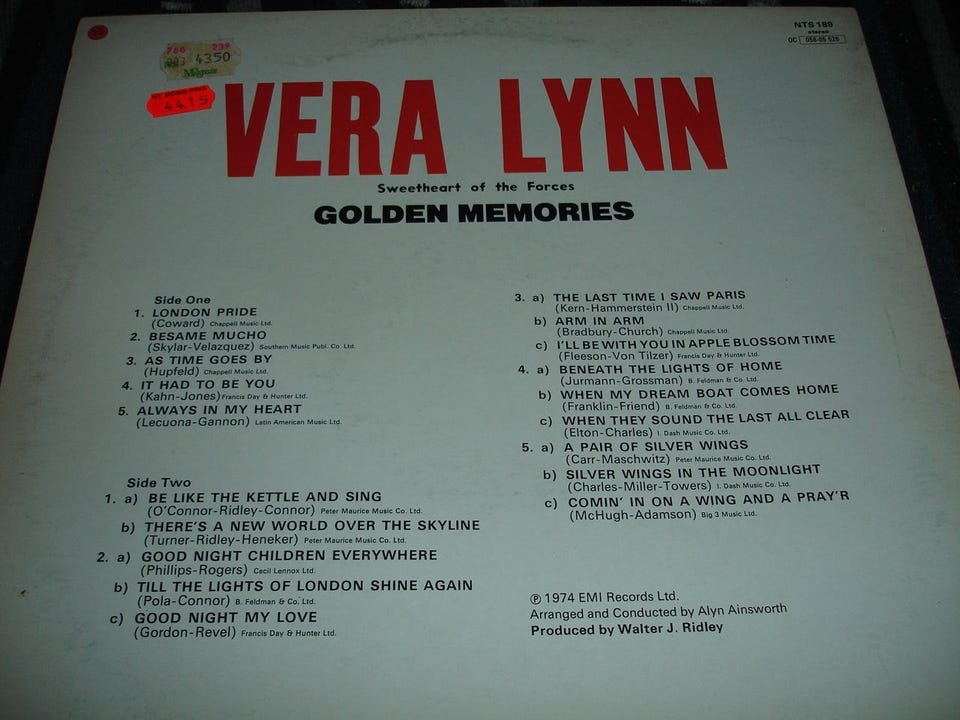 NTS 189
stereo
OC 056-05 526
766 239
4350
44,15
VERA LYNN
Sweetheart of the Forces
GOLDEN MEMORIES
Side One
1. LONDON PRIDE
(Coward) Chappell Music Ltd.
2. BESAME MUCHO
(Skylar-Velazquez) Southern Music Publ. Co. Ltd.
3. AS TIME GOES BY
(Hupfeld) Chappell Music Ltd.
4. IT HAD TO BE YOU
(Kahn-Jones) Francis Day & Hunter Ltd.
5. ALWAYS IN MY HEART
(Lecuona-Gannon) Latin American Music Ltd.
Side Two
1. a) BE LIKE THE KETTLE AND SING
(O'Connor-Ridley-Connor) Peter Maurice Music Co. Ltd.
b) THERE'S A NEW WORLD OVER THE SKYLINE
(Turner-Ridley-Heneker) Peter Maurice Music Co. Ltd.
2. a) GOOD NIGHT CHILDREN EVERYWHERE
(Phillips-Rogers) Cecil Lennox Ltd.
b) TILL THE LIGHTS OF LONDON SHINE AGAIN
(Pola-Connor) B. Feldman & Co. Ltd.
c) GOOD NIGHT MY LOVE
(Gordon-Revel) Francis Day & Hunter Ltd.
3. a) THE LAST TIME I SAW PARIS
(Kern-Hammerstein II) Chappell Music Ltd.
b) ARM IN ARM
(Bradbury-Church) Chappell Music Ltd.
c) I'LL BE WITH YOU IN APPLE BLOSSOM TIME
(Fleeson-Von Tilzer) Francis Day & Hunter Ltd.
4. a) BENEATH THE LIGHTS OF HOME
(Jurmann-Grossman) B. Feldman & Co. Ltd.
b) WHEN MY DREAM BOAT COMES HOME
(Franklin-Friend) B. Feldman & Co. Ltd.
c) WHEN THEY SOUND THE LAST ALL CLEAR
(Elton-Charles) I. Dash Music Co. Ltd.
5. a) A PAIR OF SILVER WINGS
(Carr-Maschwitz) Peter Maurice Music Co. Ltd.
b) SILVER WINGS IN THE MOONLIGHT
(Charles-Miller-Towers) I. Dash Music Co. Ltd.
c) COMIN' IN ON A WING AND A PRAY'R
(McHugh-Adamson) Big 3 Music Ltd.
℗ 1974 EMI Records Ltd.
Arranged and Conducted by Alyn Ainsworth
Produced by Walter J. Ridley